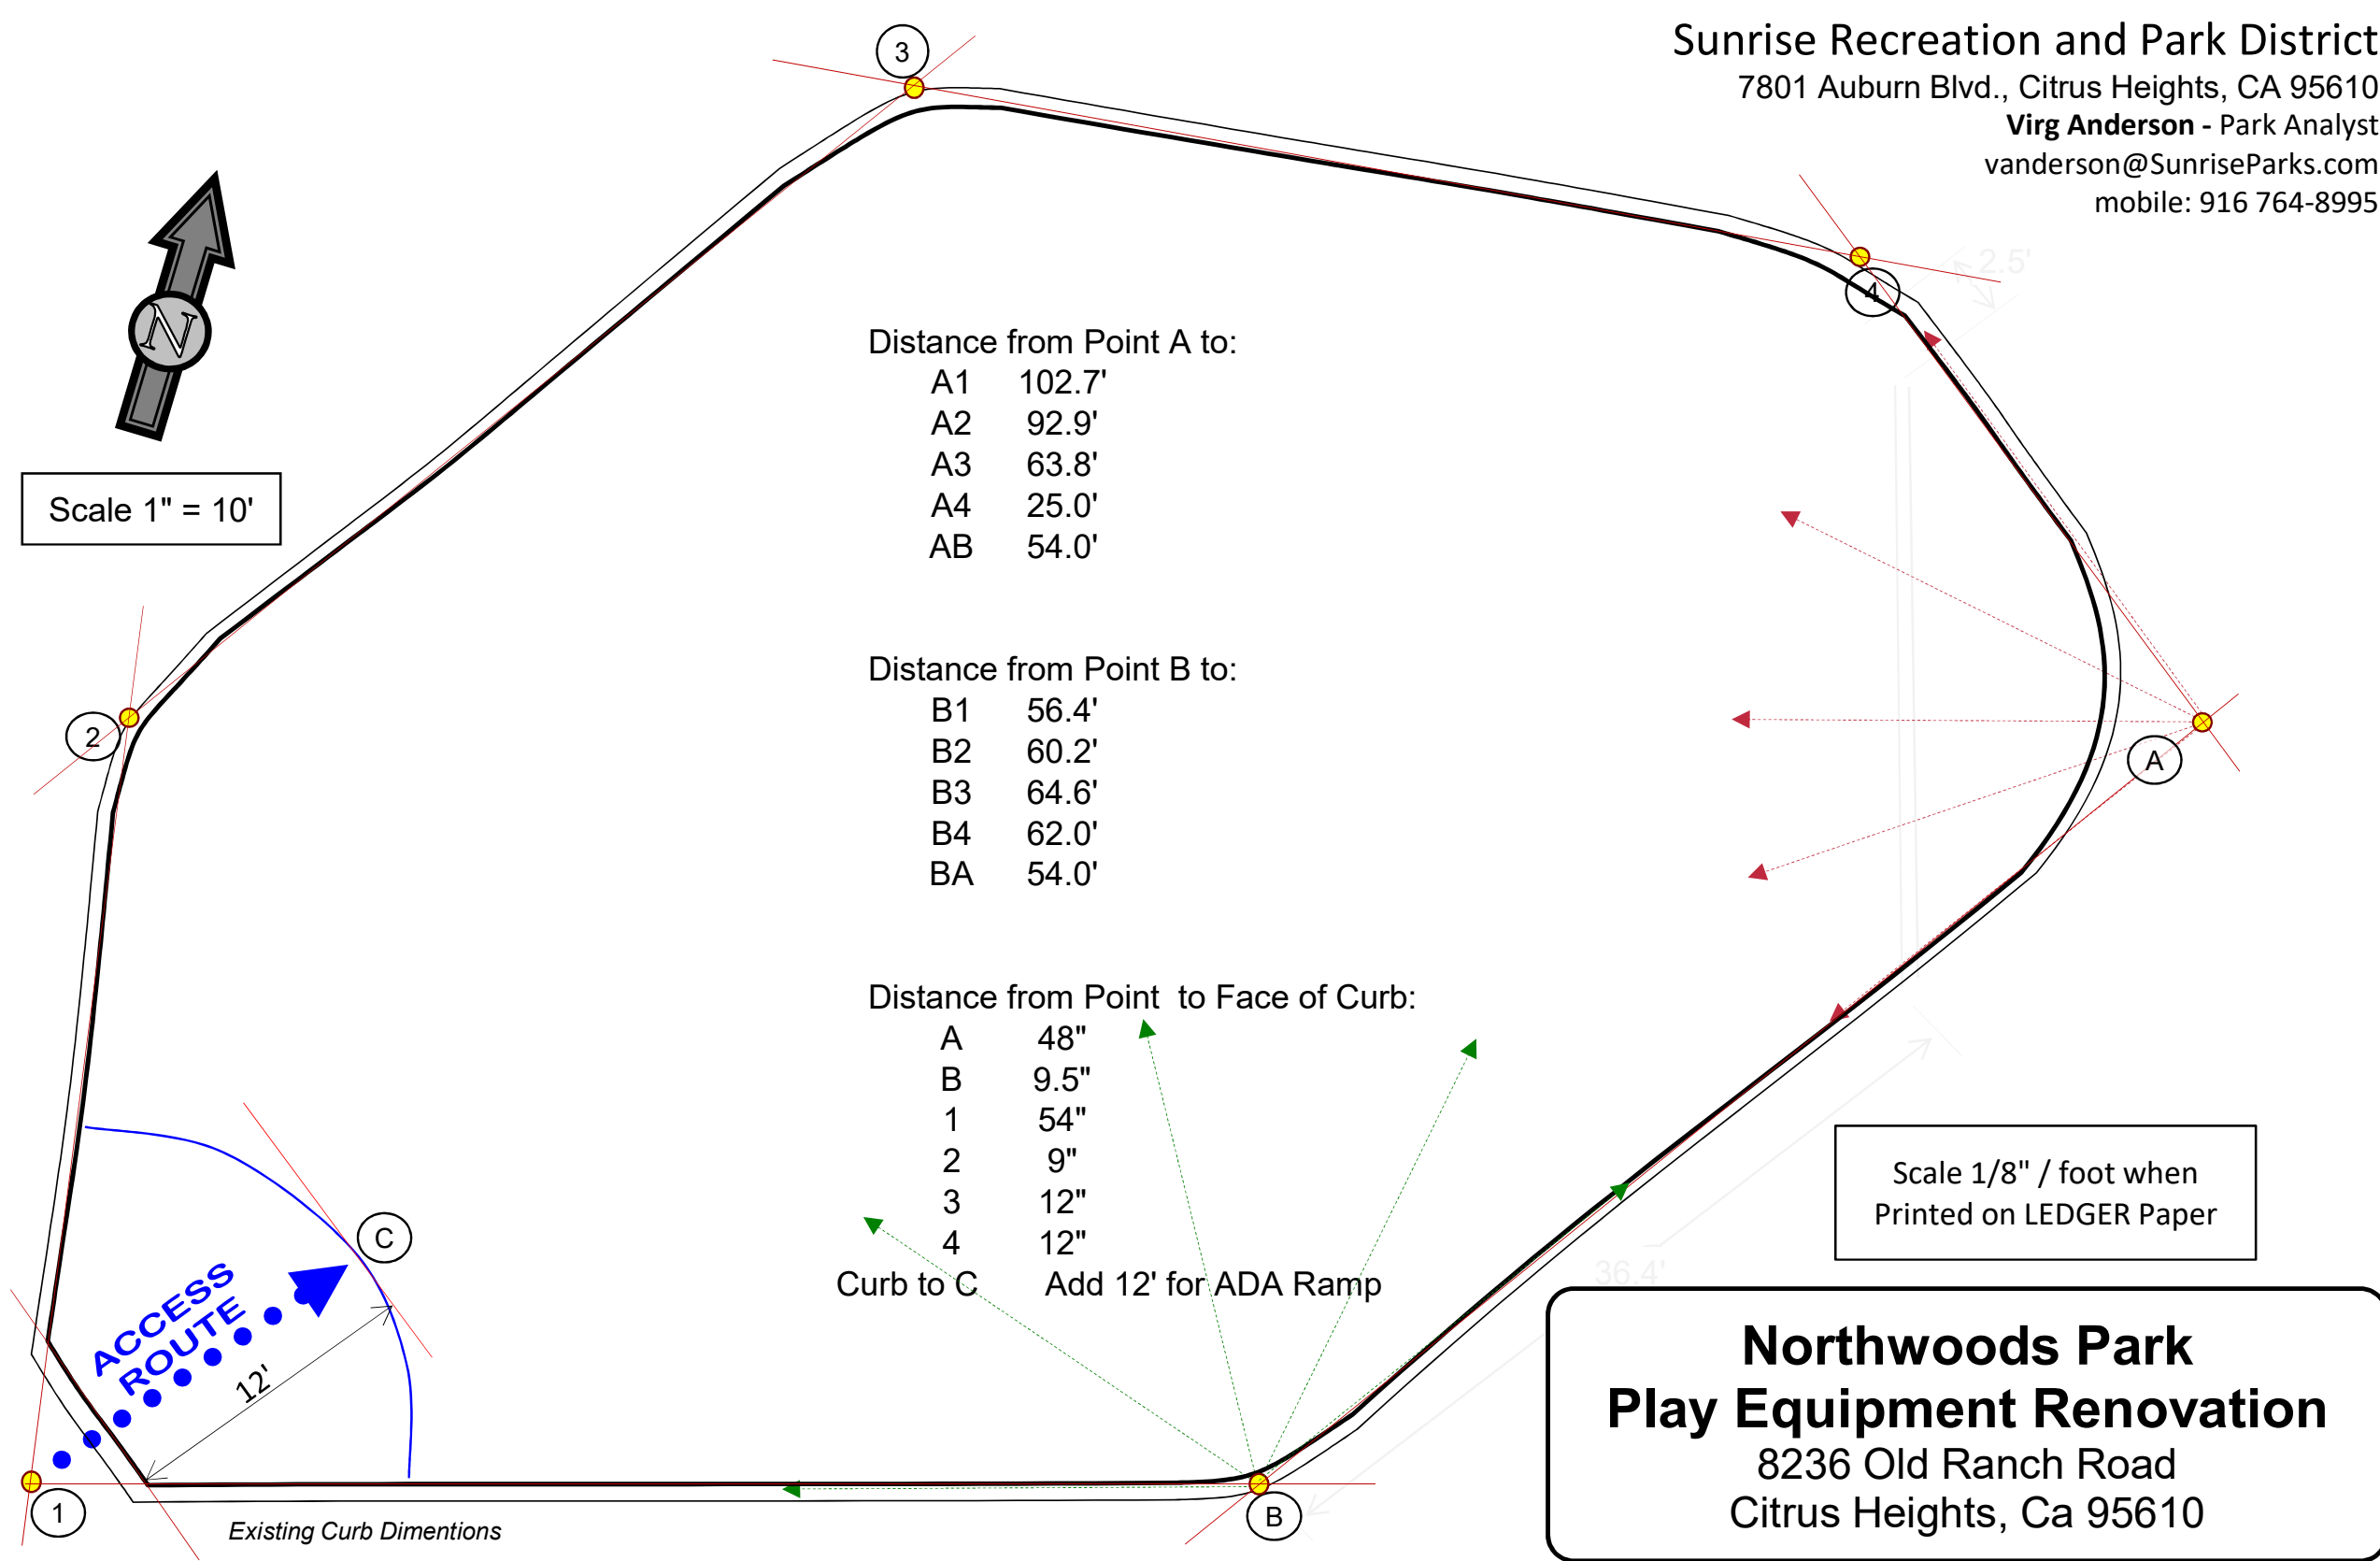 Sunrise Recreation and Park District
7801 Auburn Blvd., Citrus Heights, CA 95610
Virg Anderson - Park Analyst
vanderson@SunriseParks.com
mobile: 916 764-8995
3
4
2.5'
N
Scale 1" = 10'
Distance from Point A to:
A1 102.7'
A2 92.9'
A3 63.8'
A4 25.0'
AB 54.0'
2
A
Distance from Point B to:
B1 56.4'
B2 60.2'
B3 64.6'
B4 62.0'
BA 54.0'
Distance from Point to Face of Curb:
A 48"
B 9.5"
1 54"
2 9"
3 12"
4 12"
Curb to C Add 12' for ADA Ramp
C
ACCESS
ROUTE
12'
36.4'
Scale 1/8" / foot when
Printed on LEDGER Paper
1
B
Existing Curb Dimentions
Northwoods Park
Play Equipment Renovation
8236 Old Ranch Road
Citrus Heights, Ca 95610